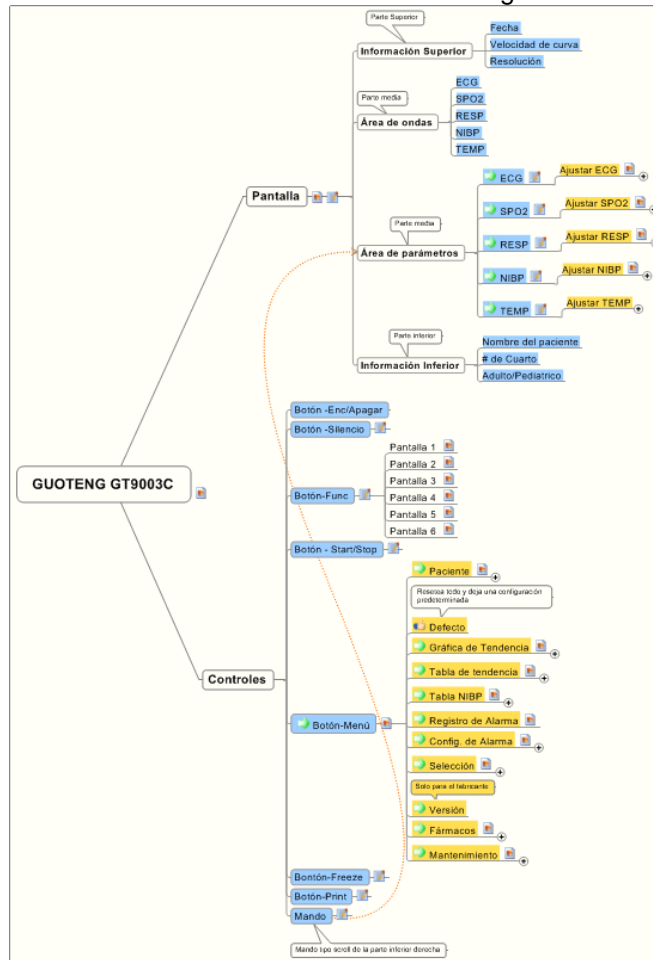 Parte Superior
Información Superior
Fecha
Velocidad de curva
Resolución
Parte media
Área de ondas
ECG
SPO2
RESP
NIBP
TEMP
Pantalla
Parte media
Área de parámetros
ECG
Ajustar ECG
SPO2
Ajustar SPO2
RESP
Ajustar RESP
NIBP
Ajustar NIBP
TEMP
Ajustar TEMP
Parte inferior
Información Inferior
Nombre del paciente
# de Cuarto
Adulto/Pediatrico
GUOTENG GT9003C
Controles
Botón -Enc/Apagar
Botón -Silencio
Botón-Func
Pantalla 1
Pantalla 2
Pantalla 3
Pantalla 4
Pantalla 5
Pantalla 6
Botón - Start/Stop
Botón-Menú
Paciente
Resetea todo y deja una configuración
predeterminada
Defecto
Gráfica de Tendencia
Tabla de tendencia
Tabla NIBP
Registro de Alarma
Config. de Alarma
Selección
Solo para el fabricante
Versión
Fármacos
Mantenimiento
Bontón-Freeze
Botón-Print
Mando
Mando tipo scroll de la parte inferior derecha